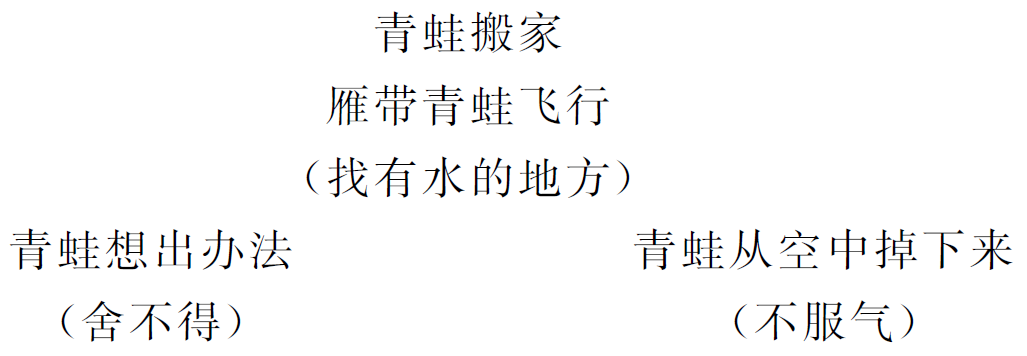 青蛙搬家
雁带青蛙飞行
（找有水的地方）
青蛙想出办法 青蛙从空中掉下来
（舍不得） （不服气）